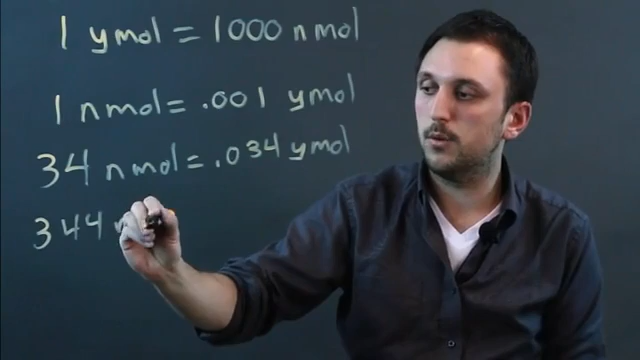 1 ymol = 1000 nmol
1 nmol = .001 ymol
34 nmol = .034 ymol
344